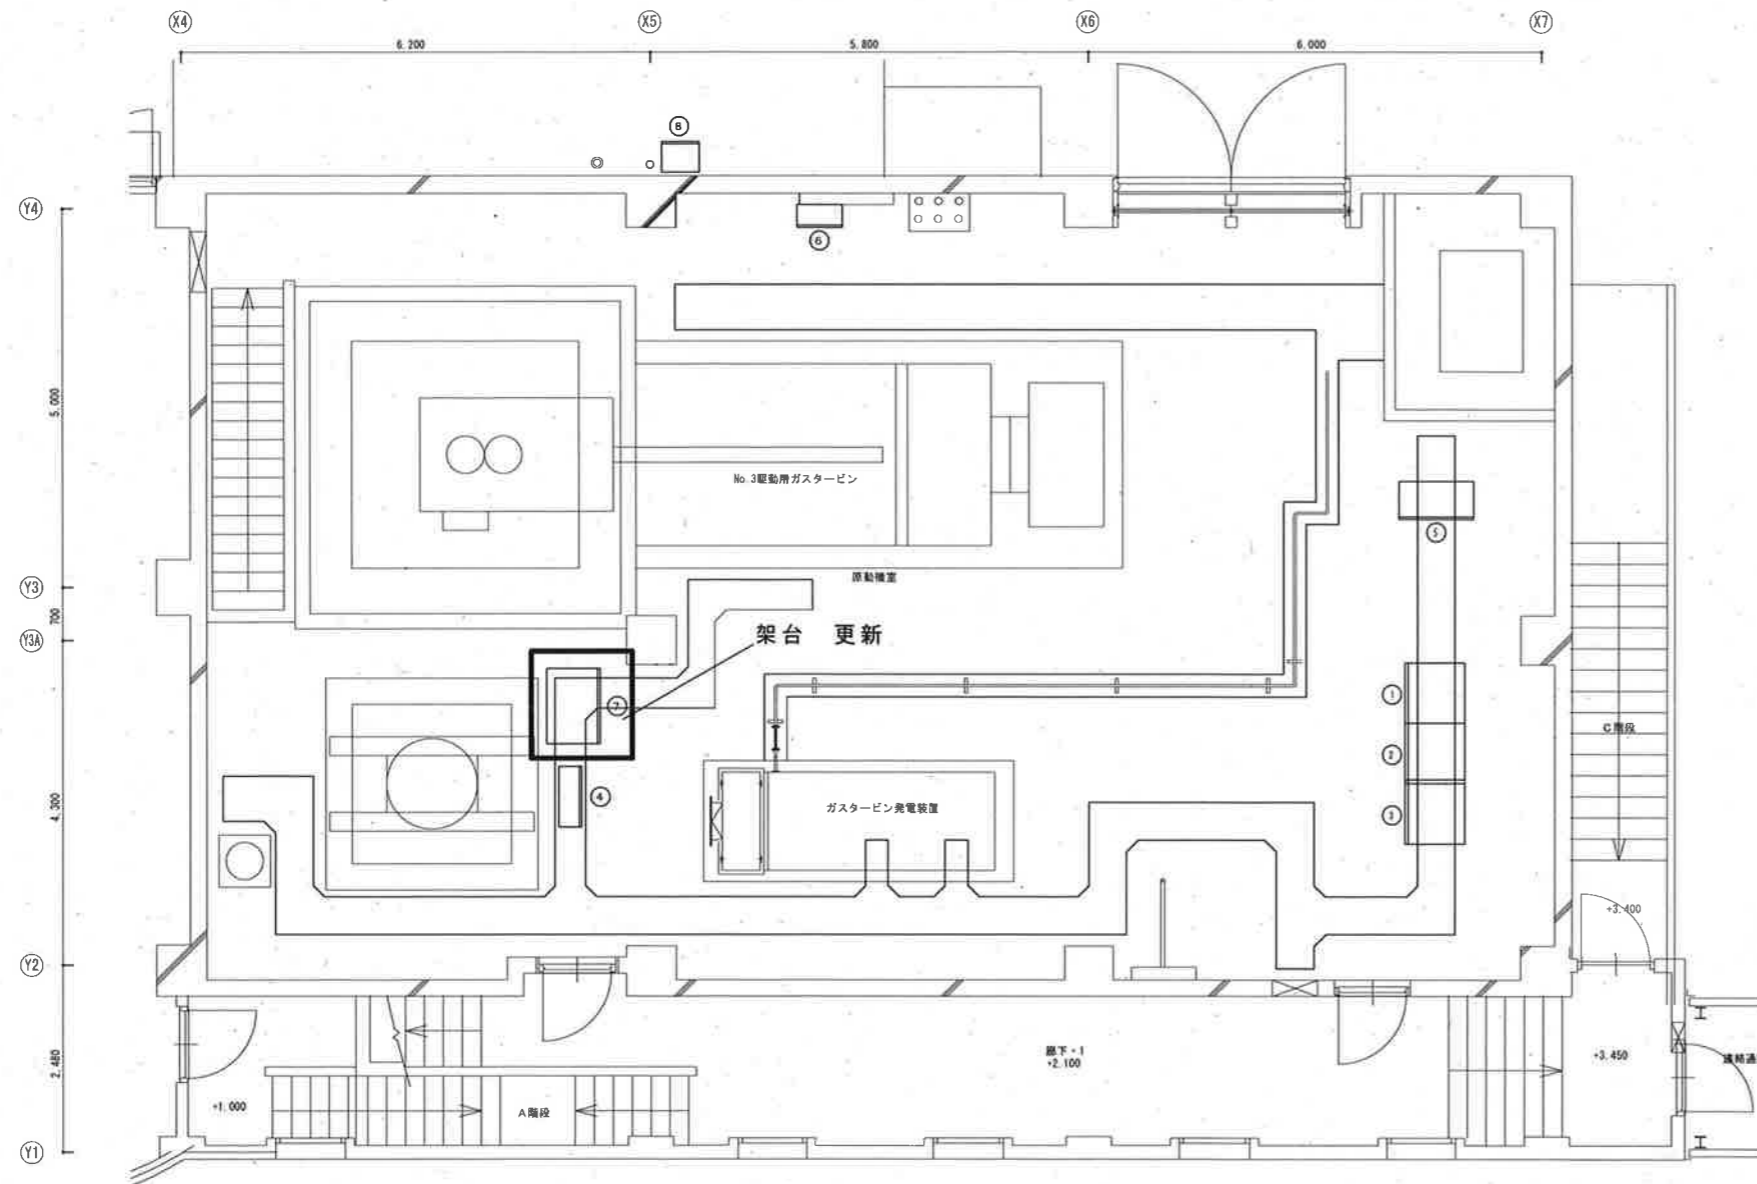 X4
X5
X6
X7
6.200
5.800
6.000
8
Y4
6
5.000
No.3駆動用ガスタービン
5
Y3
原動機室
700
Y3A
架台 更新
7
1
C階段
2
4
4.300
ガスタービン発電装置
3
+3.400
Y2
2.480
廊下-1
+2.100
+3.450
連絡通
+1.000
A階段
Y1